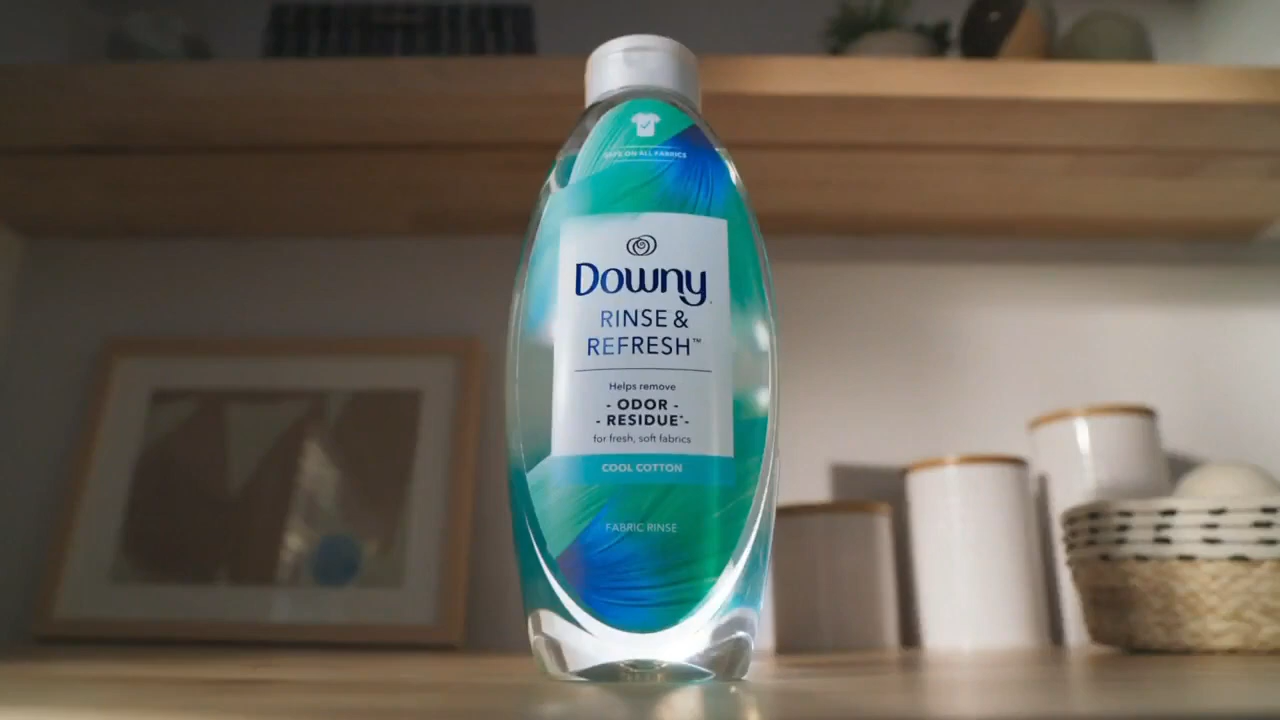 SAFE ON ALL FABRICS
Downy
RINSE &
REFRESH™
Helps remove
- ODOR -
- RESIDUE* -
for fresh, soft fabrics
COOL COTTON
FABRIC RINSE